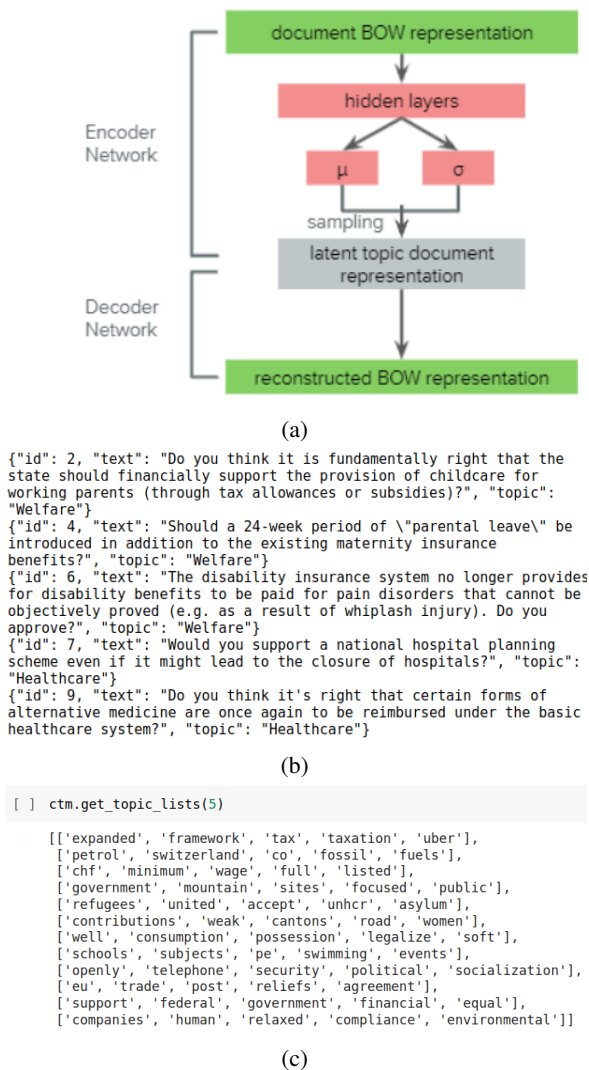 document BOW representation
hidden layers
Encoder
Network
μ
σ
sampling
latent topic document
representation
Decoder
Network
reconstructed BOW representation
(a)
{"id": 2, "text": "Do you think it is fundamentally right that the
state should financially support the provision of childcare for
working parents (through tax allowances or subsidies)?", "topic":
"Welfare"}
{"id": 4, "text": "Should a 24-week period of \"parental leave\" be
introduced in addition to the existing maternity insurance
benefits?", "topic": "Welfare"}
{"id": 6, "text": "The disability insurance system no longer provides
for disability benefits to be paid for pain disorders that cannot be
objectively proved (e.g. as a result of whiplash injury). Do you
approve?", "topic": "Welfare"}
{"id": 7, "text": "Would you support a national hospital planning
scheme even if it might lead to the closure of hospitals?", "topic":
"Healthcare"}
{"id": 9, "text": "Do you think it's right that certain forms of
alternative medicine are once again to be reimbursed under the basic
healthcare system?", "topic": "Healthcare"}
(b)
[ ] ctm.get_topic_lists(5)
[['expanded', 'framework', 'tax', 'taxation', 'uber'],
['petrol', 'switzerland', 'co', 'fossil', 'fuels'],
['chf', 'minimum', 'wage', 'full', 'listed'],
['government', 'mountain', 'sites', 'focused', 'public'],
['refugees', 'united', 'accept', 'unhcr', 'asylum'],
['contributions', 'weak', 'cantons', 'road', 'women'],
['well', 'consumption', 'possession', 'legalize', 'soft'],
['schools', 'subjects', 'pe', 'swimming', 'events'],
['openly', 'telephone', 'security', 'political', 'socialization'],
['eu', 'trade', 'post', 'reliefs', 'agreement'],
['support', 'federal', 'government', 'financial', 'equal'],
['companies', 'human', 'relaxed', 'compliance', 'environmental']]
(c)